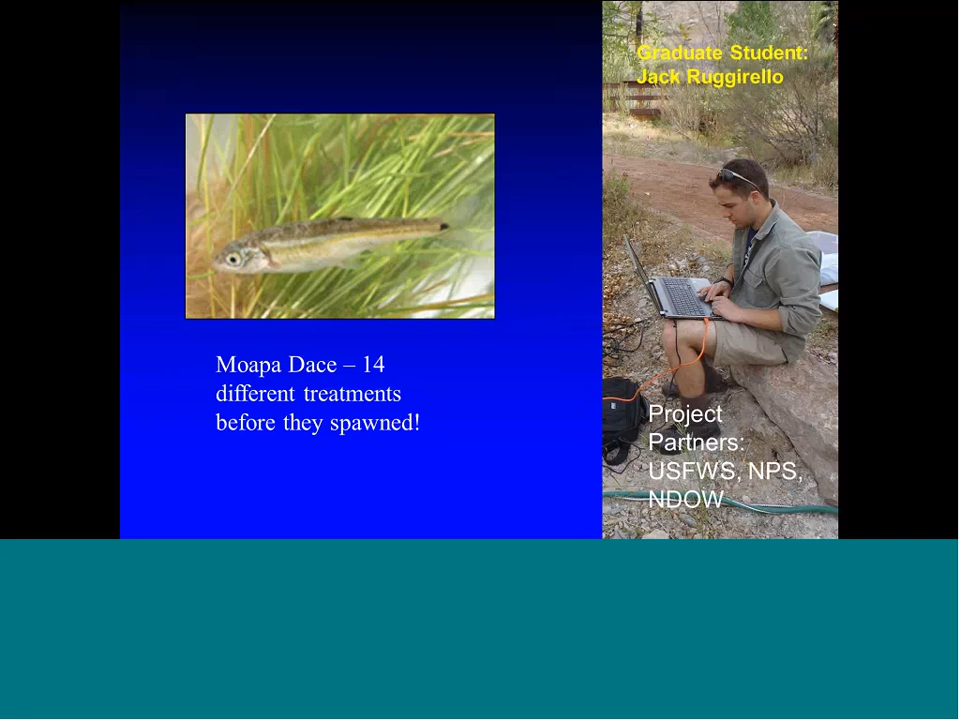 Graduate Student:
Jack Ruggirello
Moapa Dace – 14
different treatments
before they spawned!
Project
Partners:
USFWS, NPS,
NDOW